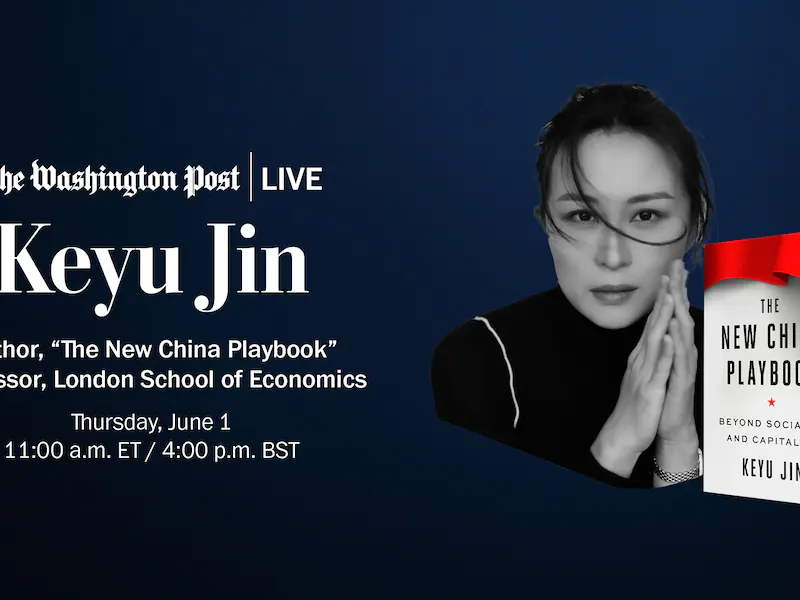 he Washington Post | LIVE
Keyu Jin
thor, “The New China Playbook”
ssor, London School of Economics
Thursday, June 1
11:00 a.m. ET / 4:00 p.m. BST
THE
NEW CHI
PLAYBOO
BEYOND SOCIA
AND CAPITAL
KEYU JIN